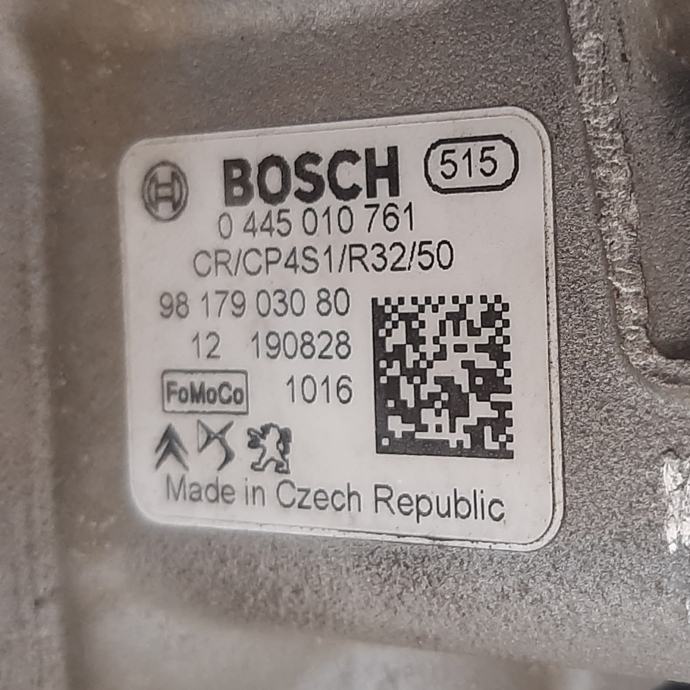 BOSCH 515
0 445 010 761
CR/CP4S1/R32/50
98 179 030 80
12 190828
FoMoCo 1016
Made in Czech Republic